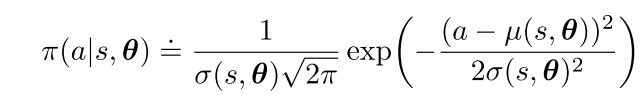 π(a|s, θ) ≐ 1 / (σ(s, θ)√(2π)) exp(−(a − μ(s, θ))² / (2σ(s, θ)²))